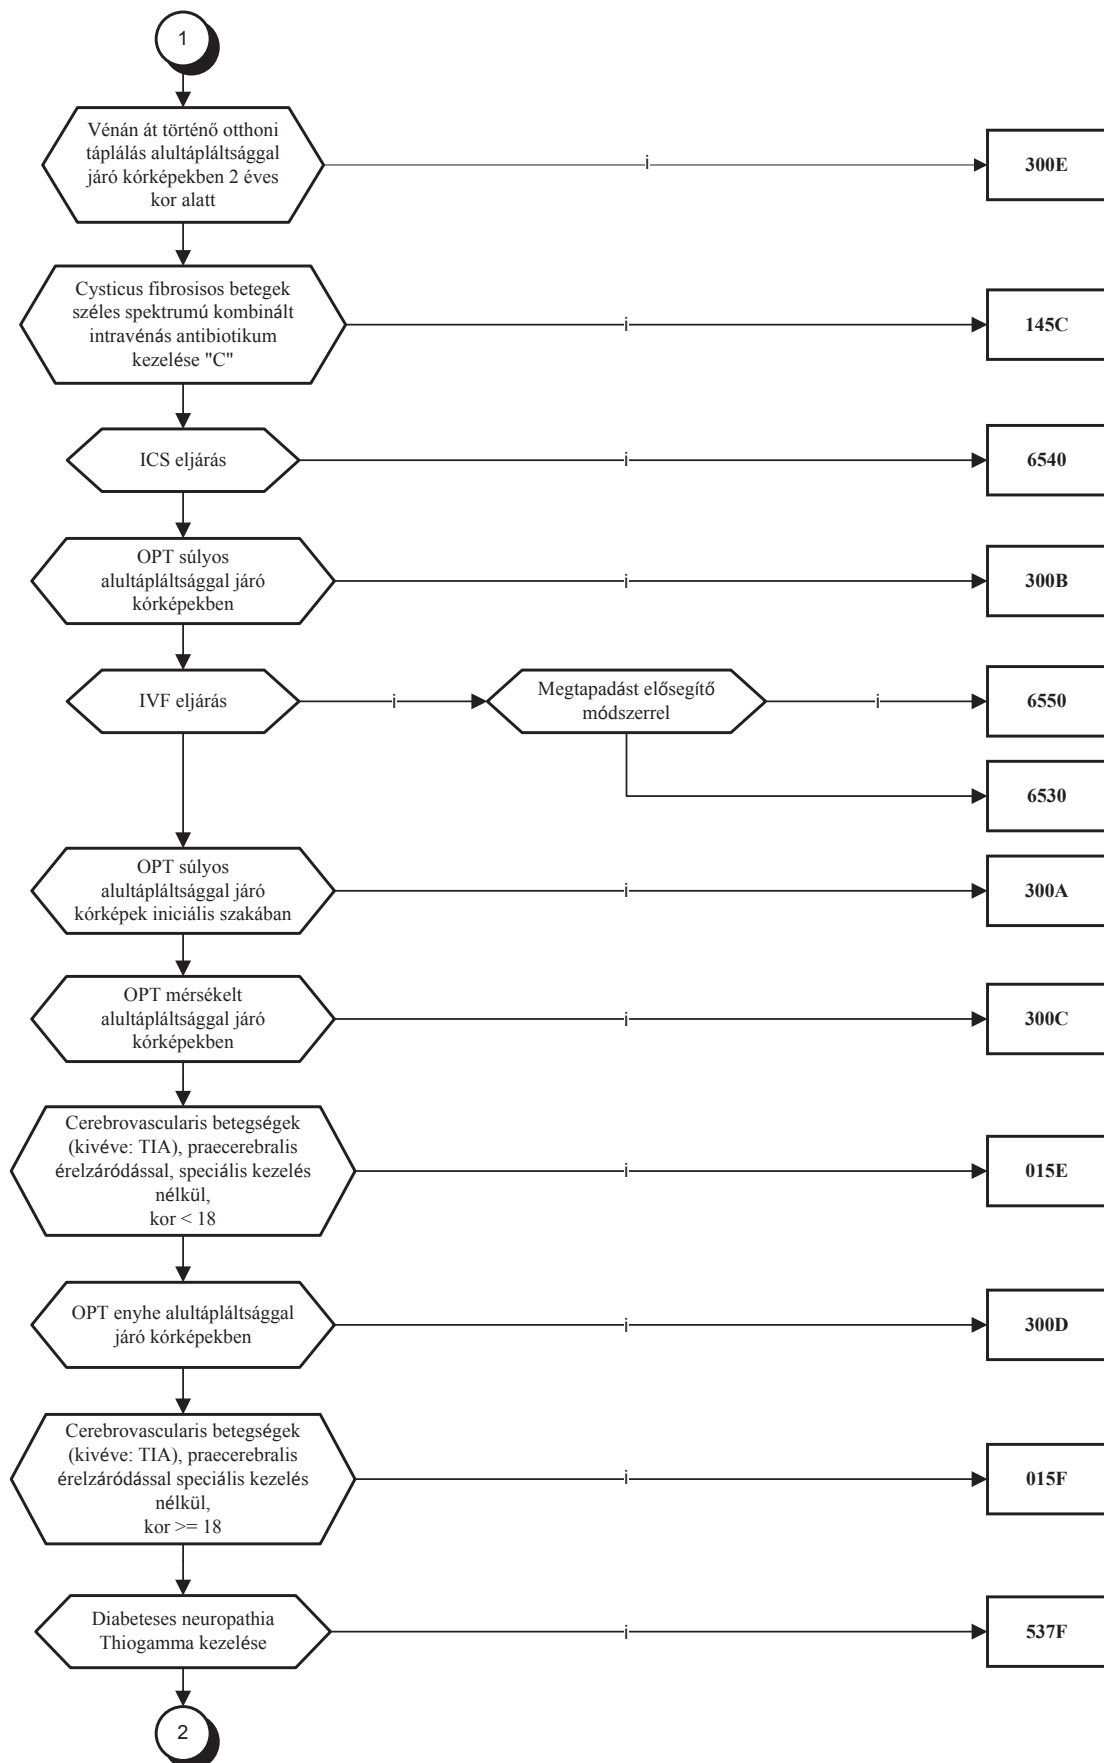 1
Vénán át történő otthoni
táplálás alultápláltsággal
járó kórképekben 2 éves
kor alatt
i
300E
Cysticus fibrosisos betegek
széles spektrumú kombinált
intravénás antibiotikum
kezelése "C"
i
145C
ICS eljárás
i
6540
OPT súlyos
alultápláltsággal járó
kórképekben
i
300B
IVF eljárás
i
Megtapadást elősegítő
módszerrel
i
6550
6530
OPT súlyos
alultápláltsággal járó
kórképek iniciális szakában
i
300A
OPT mérsékelt
alultápláltsággal járó
kórképekben
i
300C
Cerebrovascularis betegségek
(kivéve: TIA), praecerebralis
érelzáródással, speciális kezelés
nélkül,
kor < 18
i
015E
OPT enyhe alultápláltsággal
járó kórképekben
i
300D
Cerebrovascularis betegségek
(kivéve: TIA), praecerebralis
érelzáródással speciális kezelés
nélkül,
kor >= 18
i
015F
Diabeteses neuropathia
Thiogamma kezelése
i
537F
2